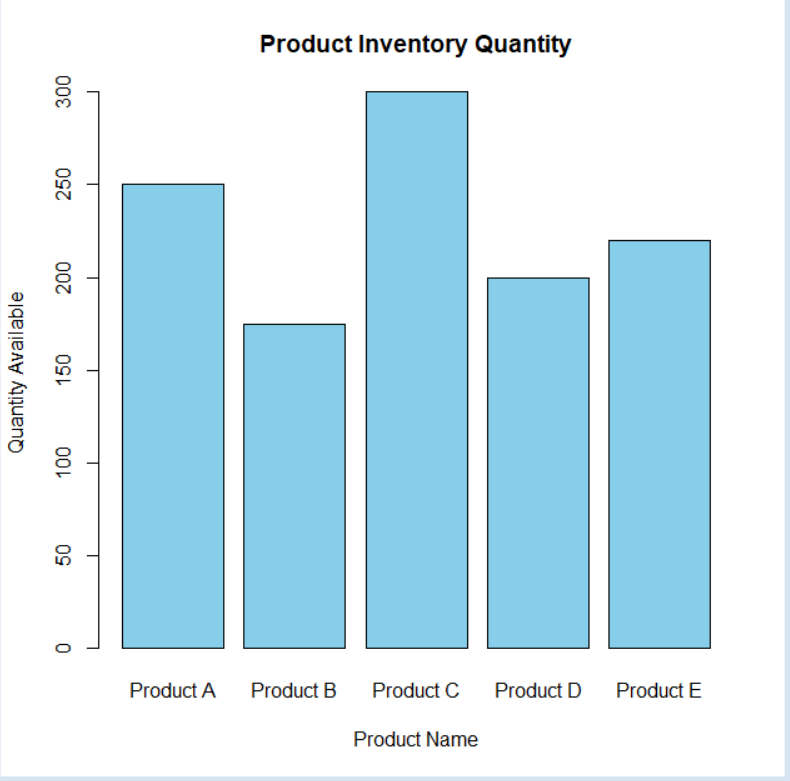 Product Inventory Quantity
Quantity Available
300
250
200
150
100
50
0
Product A Product B Product C Product D Product E
Product Name